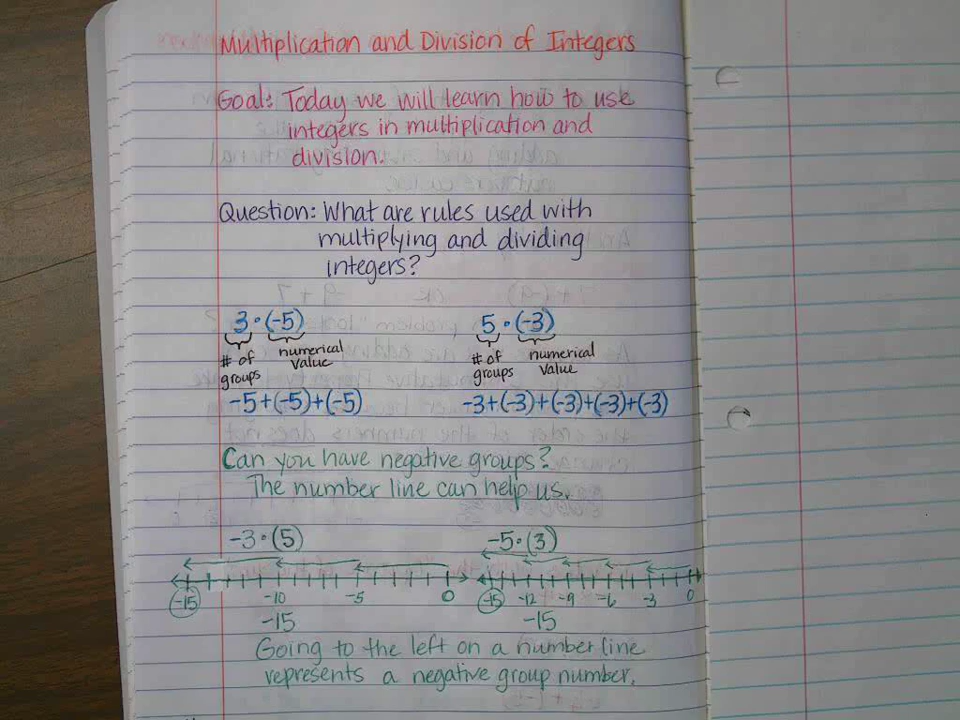 Multiplication and Division of Integers
Goal: Today we will learn how to use
integers in multiplication and
division.
Question: What are rules used with
multiplying and dividing
integers?
3 • (-5)
# of
groups
numerical
value
-5+(-5)+(-5)
5 • (-3)
# of
groups
numerical
value
-3+(-3)+(-3)+(-3)+(-3)
Can you have negative groups?
The number line can help us.
-3 • (5)
-15 -10 -5 0
-15
-5 • (3)
-15 -12 -9 -6 -3 0
-15
Going to the left on a number line
represents a negative group number.